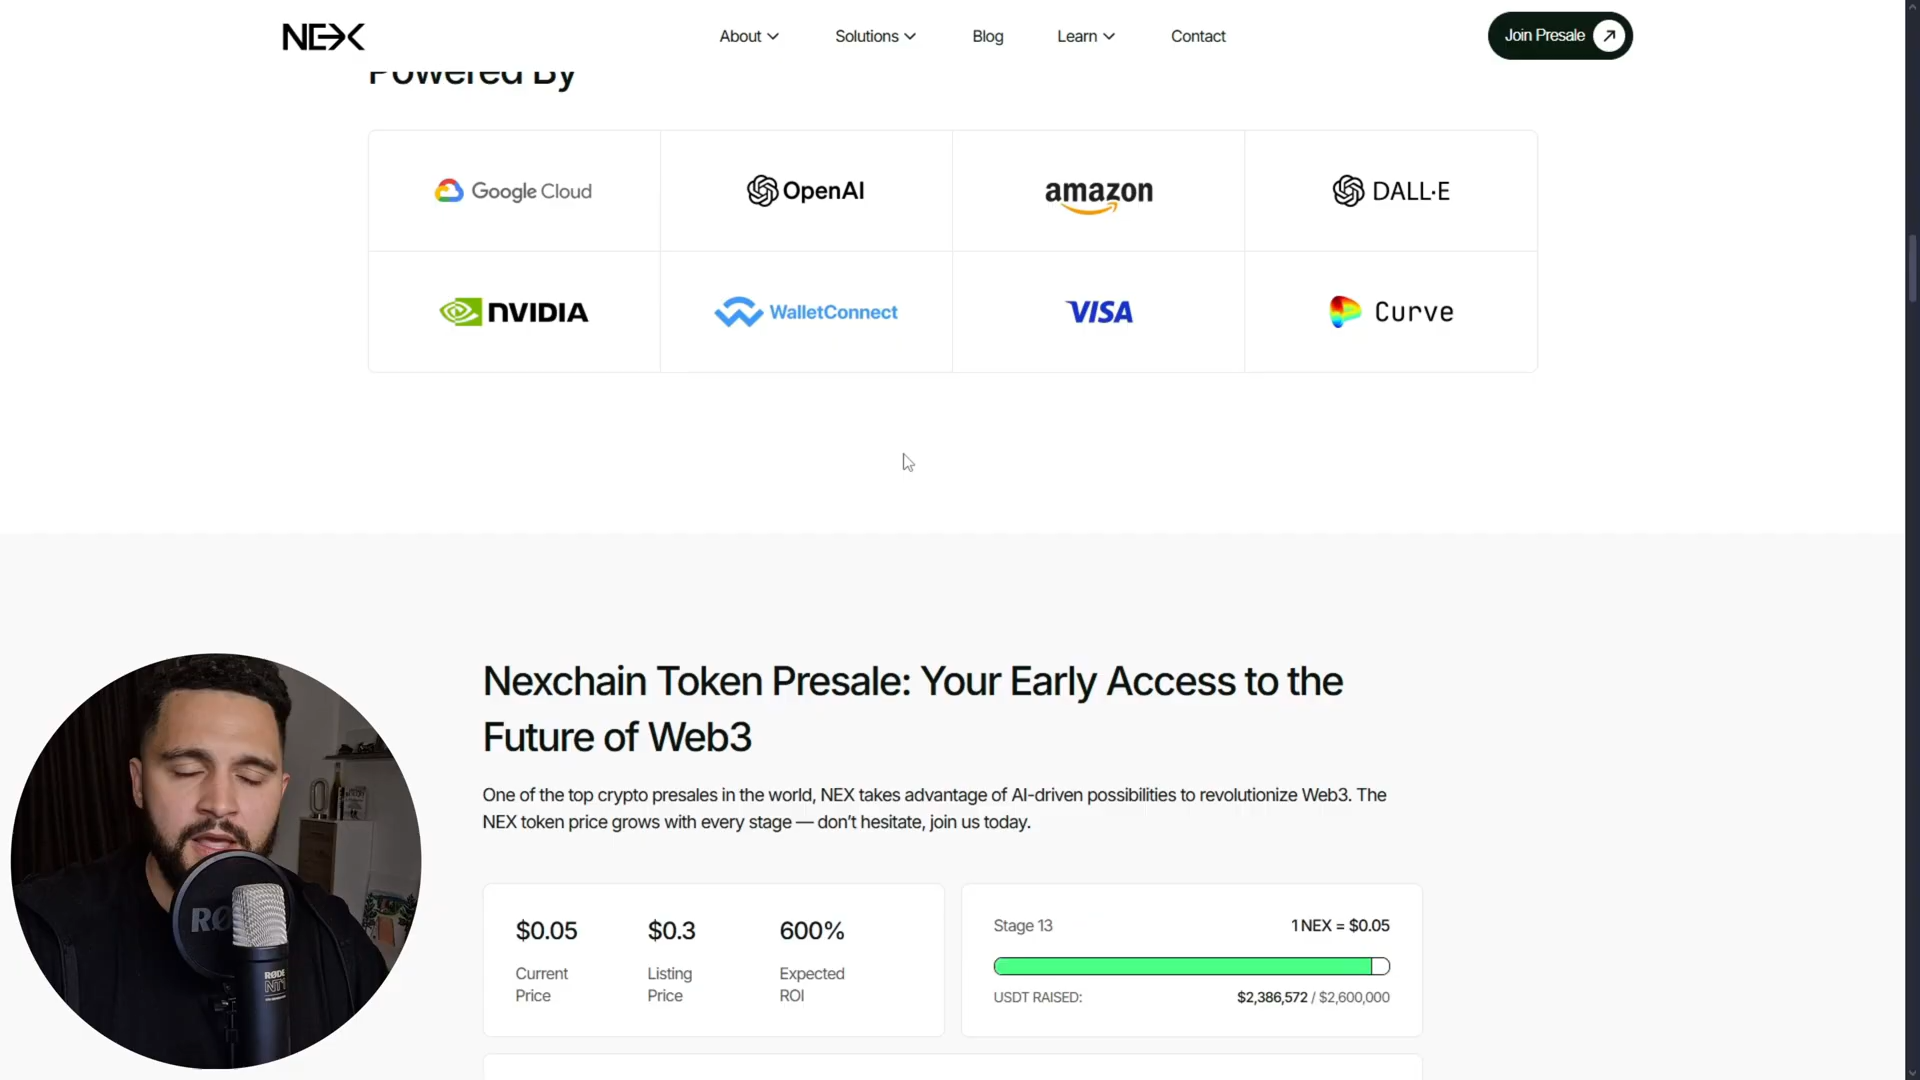 NEX
About
Solutions
Blog
Learn
Contact
Join Presale
Powered By
Google Cloud
OpenAI
amazon
DALL·E
NVIDIA
WalletConnect
VISA
Curve
Nexchain Token Presale: Your Early Access to the
Future of Web3
One of the top crypto presales in the world, NEX takes advantage of AI-driven possibilities to revolutionize Web3. The
NEX token price grows with every stage — don’t hesitate, join us today.
$0.05
Current
Price
$0.3
Listing
Price
600%
Expected
ROI
Stage 13
1 NEX = $0.05
USDT RAISED:
$2,386,572 / $2,600,000
RØDE
NT1